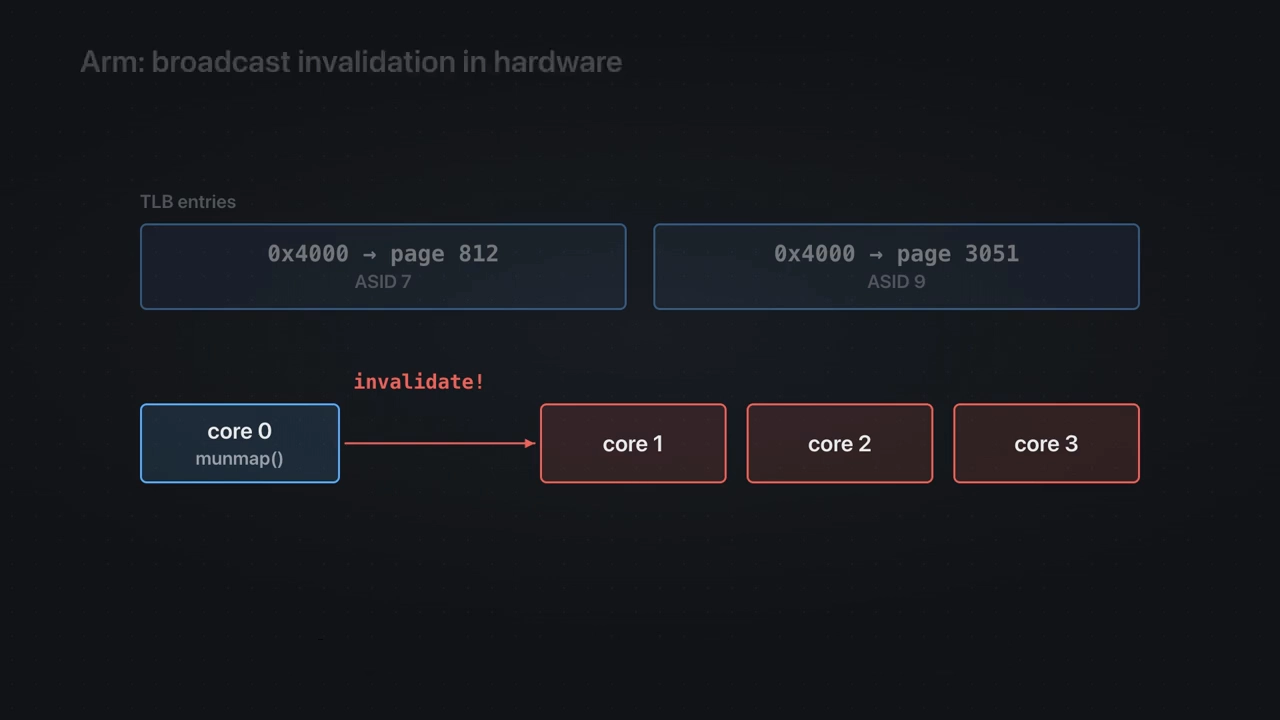 Arm: broadcast invalidation in hardware
TLB entries
0x4000 → page 812
ASID 7
0x4000 → page 3051
ASID 9
invalidate!
core 0
munmap()
core 1
core 2
core 3